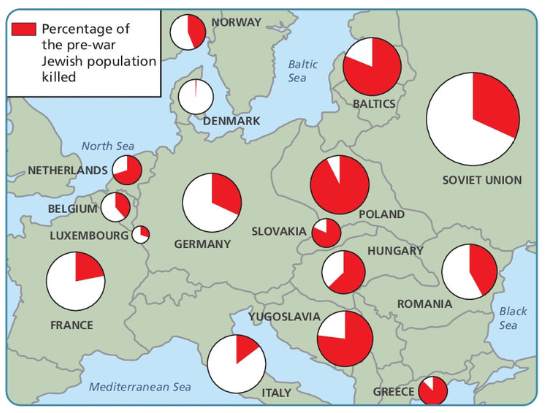 Percentage of
the pre-war
Jewish population
killed
NORWAY
Baltic
Sea
BALTICS
DENMARK
North Sea
NETHERLANDS
SOVIET UNION
BELGIUM
POLAND
LUXEMBOURG
GERMANY
SLOVAKIA
HUNGARY
ROMANIA
FRANCE
YUGOSLAVIA
Black
Sea
Mediterranean Sea
ITALY
GREECE